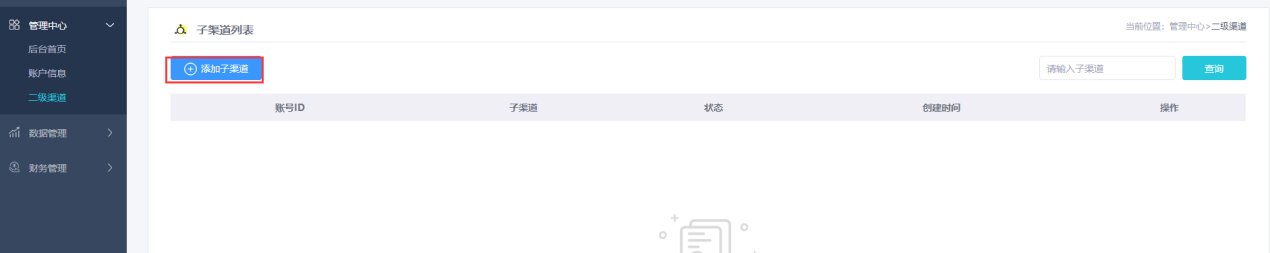 管理中心
后台首页
账户信息
二级渠道
数据管理
财务管理
子渠道列表
当前位置：管理中心>二级渠道
添加子渠道
请输入子渠道
查询
账号ID 子渠道 状态 创建时间 操作